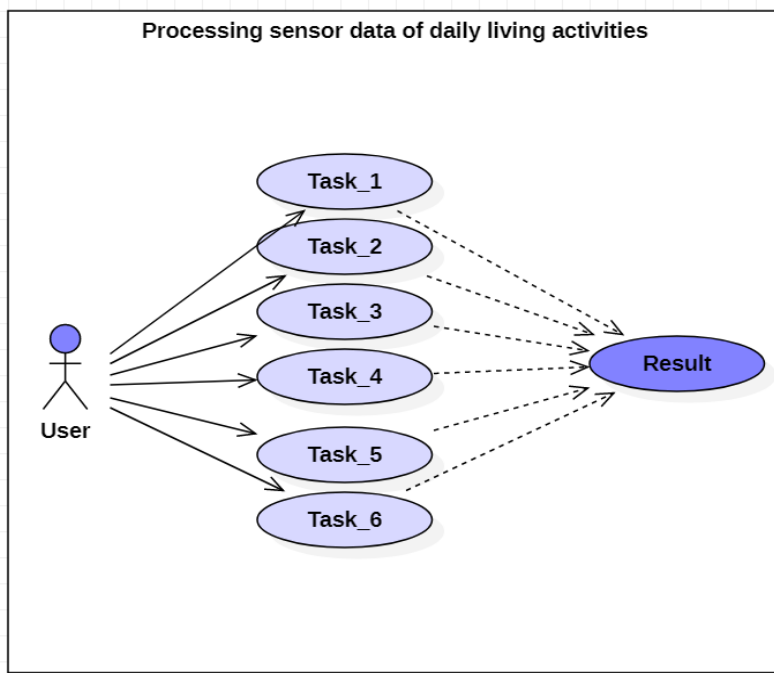 Processing sensor data of daily living activities
Task_1
Task_2
Task_3
Task_4
Result
User
Task_5
Task_6